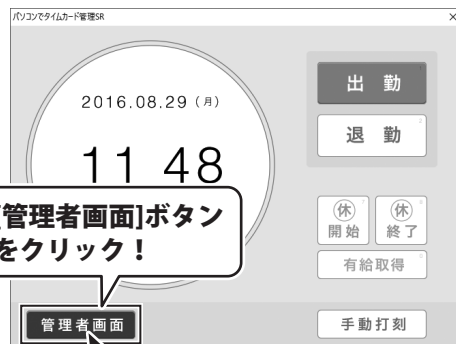 パソコンでタイムカード管理SR
2016.08.29（月）
11 48
出 勤
退 勤
休 開始
休 終了
有給取得
管理者画面]ボタン
をクリック！
管理者画面
手動打刻